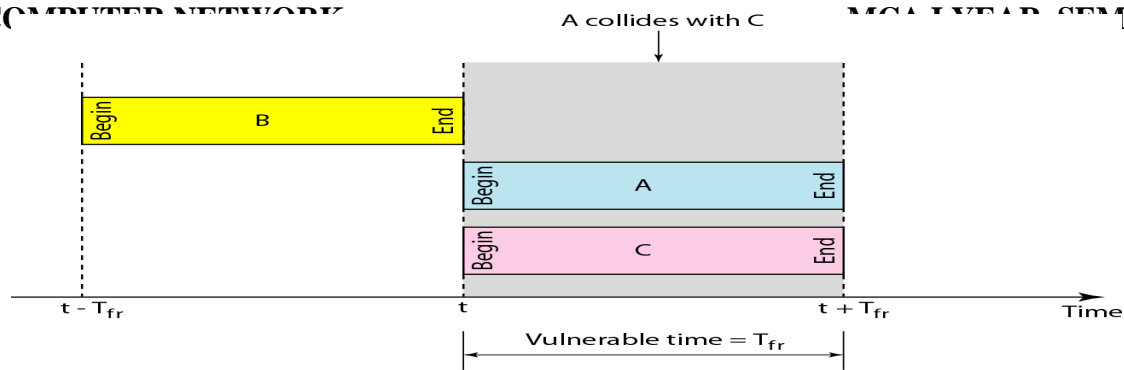 COMPUTER NETWORK MCA I YEAR SEM
A collides with C
Begin B End
Begin A End
Begin C End
t - Tfr t t + Tfr Time
Vulnerable time = Tfr